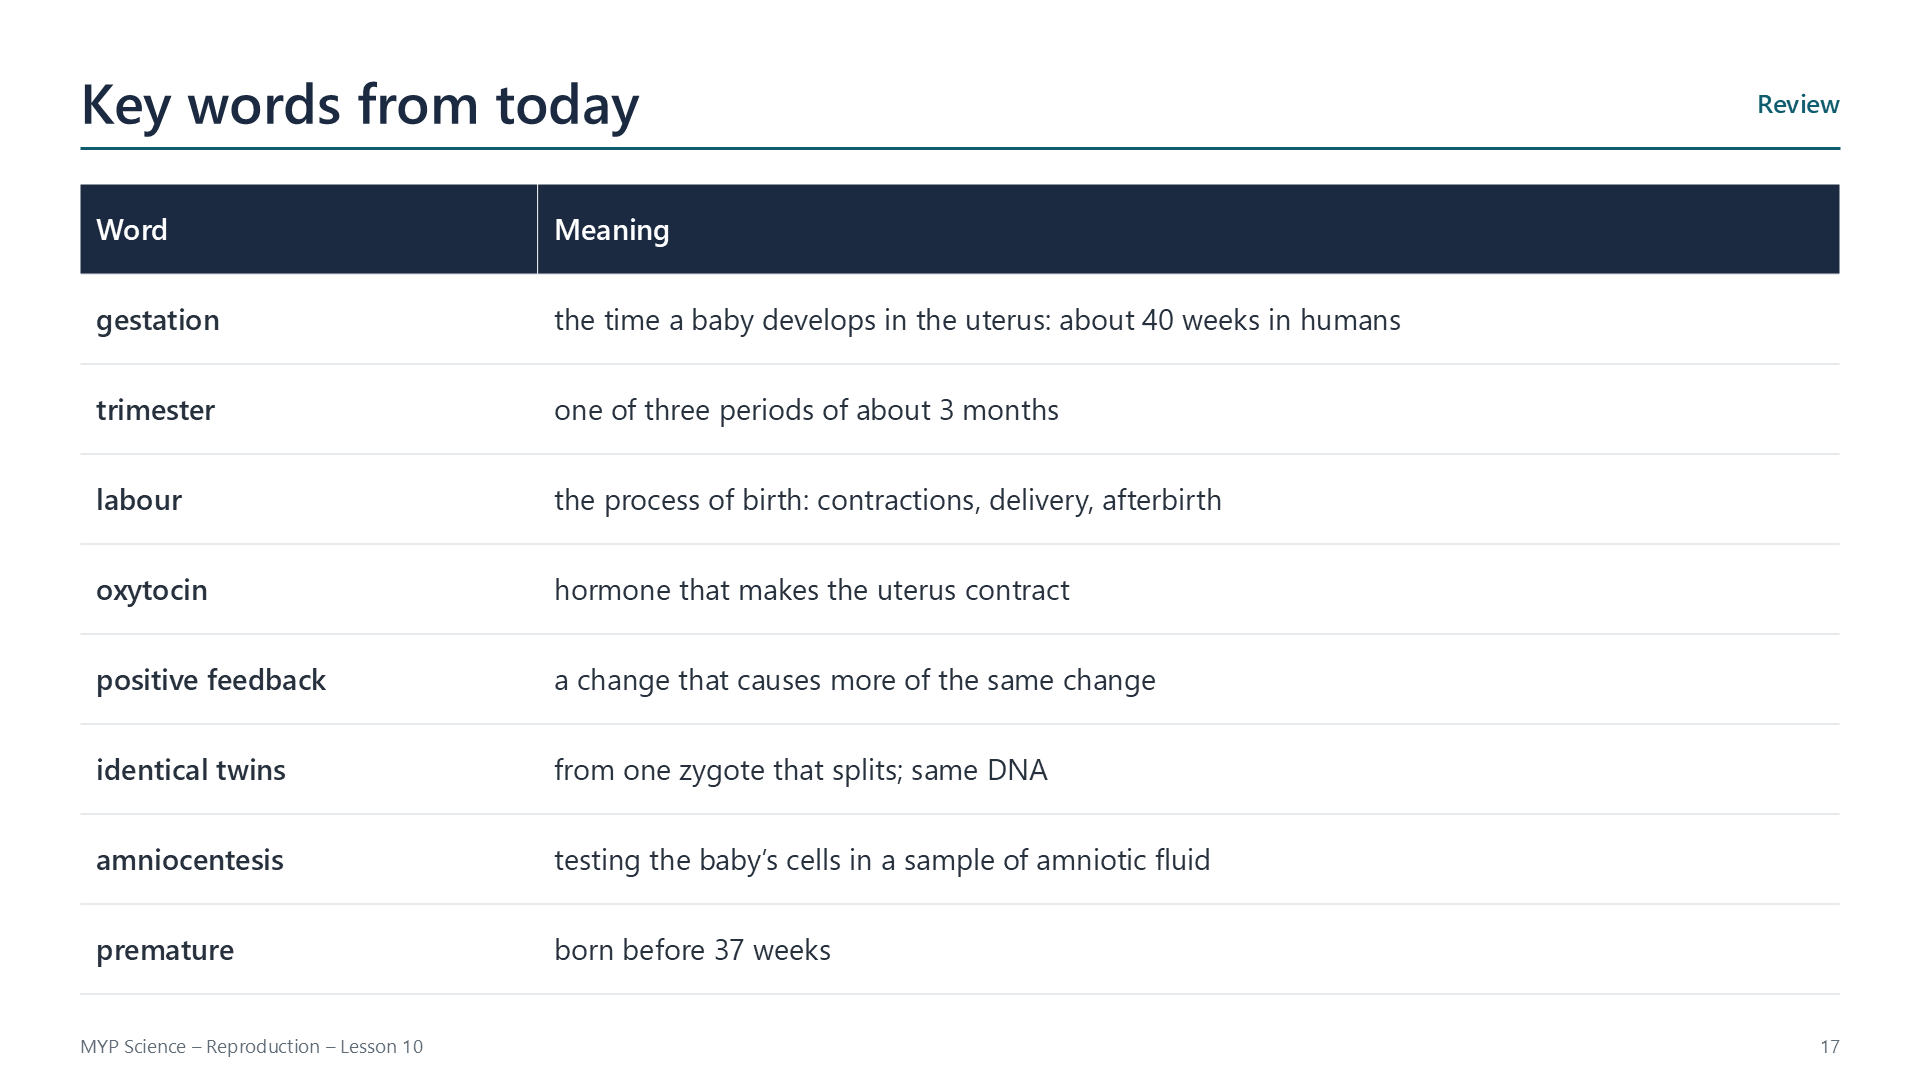 Key words from today
Review
Word Meaning
gestation the time a baby develops in the uterus: about 40 weeks in humans
trimester one of three periods of about 3 months
labour the process of birth: contractions, delivery, afterbirth
oxytocin hormone that makes the uterus contract
positive feedback a change that causes more of the same change
identical twins from one zygote that splits; same DNA
amniocentesis testing the baby’s cells in a sample of amniotic fluid
premature born before 37 weeks
MYP Science – Reproduction – Lesson 10
17